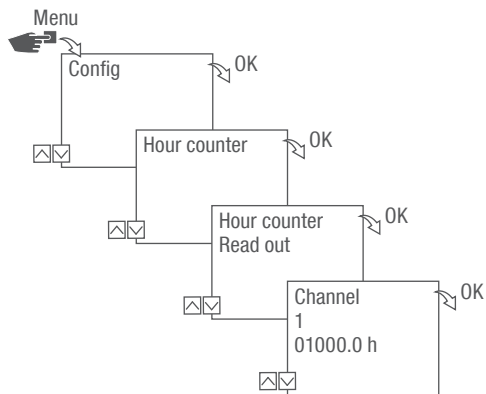 Menu
Config
OK
Hour counter
OK
Hour counter
Read out
OK
Channel
1
01000.0 h
OK